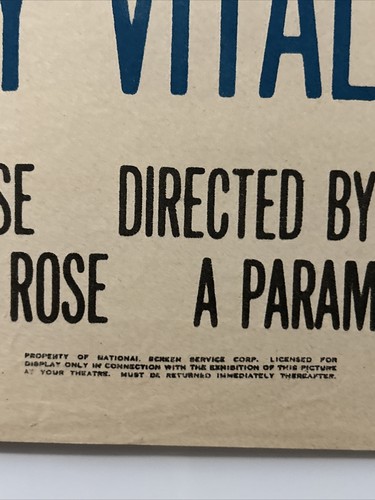 Y VITAL
SE DIRECTED BY
ROSE A PARAM
PROPERTY OF NATIONAL SCREEN SERVICE CORP. LICENSED FOR
DISPLAY ONLY IN CONNECTION WITH THE EXHIBITION OF THIS PICTURE
AT YOUR THEATRE. MUST BE RETURNED IMMEDIATELY THEREAFTER.